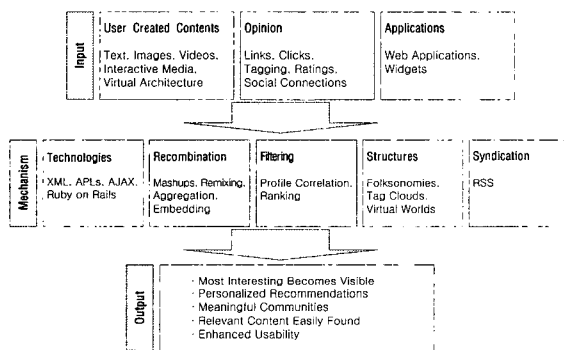 Input
User Created Contents
Text, Images, Videos,
Interactive Media,
Virtual Architecture
Opinion
Links, Clicks,
Tagging, Ratings,
Social Connections
Applications
Web Applications,
Widgets
Mechanism
Technologies
XML, APLs, AJAX,
Ruby on Rails
Recombination
Mashups, Remixing,
Aggregation,
Embedding
Filtering
Profile Correlation,
Ranking
Structures
Folksonomies,
Tag Clouds,
Virtual Worlds
Syndication
RSS
Output
· Most Interesting Becomes Visible
· Personalized Recommendations
· Meaningful Communities
· Relevant Content Easily Found
· Enhanced Usability